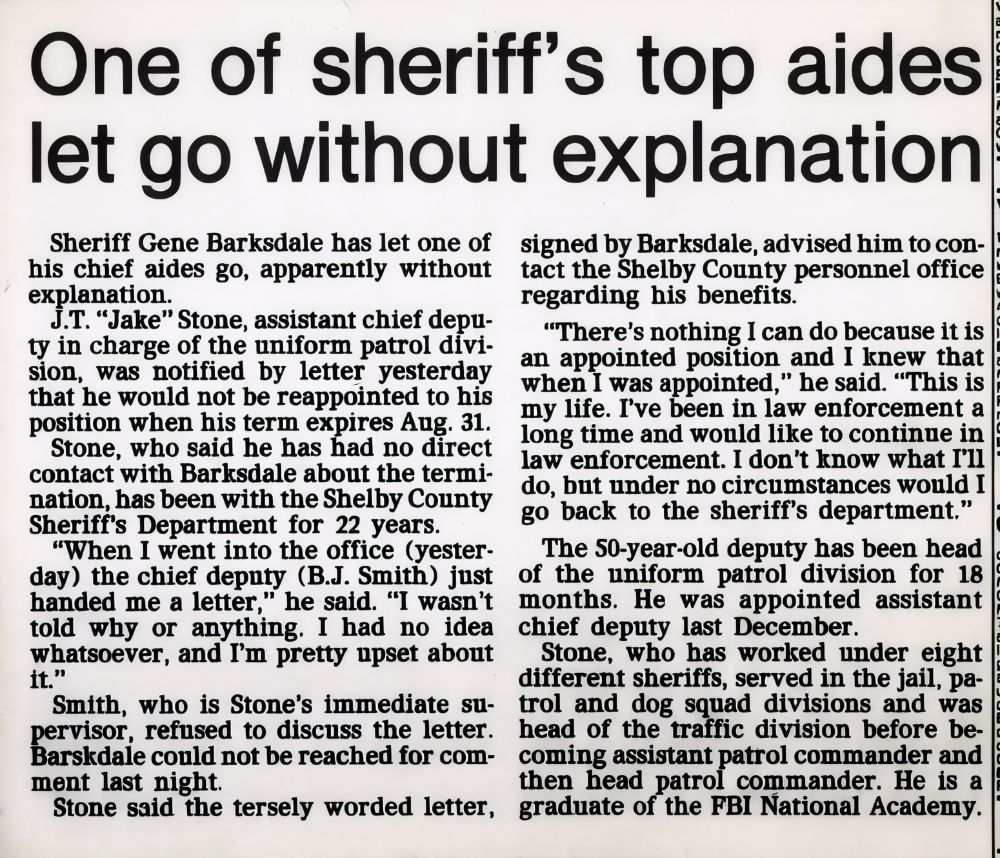 One of sheriff's top aides
let go without explanation
Sheriff Gene Barksdale has let one of
his chief aides go, apparently without
explanation.
J.T. “Jake” Stone, assistant chief depu-
ty in charge of the uniform patrol divi-
sion, was notified by letter yesterday
that he would not be reappointed to his
position when his term expires Aug. 31.
Stone, who said he has had no direct
contact with Barksdale about the termi-
nation, has been with the Shelby County
Sheriff's Department for 22 years.
“When I went into the office (yester-
day) the chief deputy (B.J. Smith) just
handed me a letter,” he said. “I wasn't
told why or anything. I had no idea
whatsoever, and I'm pretty upset about
it.”
Smith, who is Stone's immediate su-
pervisor, refused to discuss the letter.
Barskdale could not be reached for com-
ment last night.
Stone said the tersely worded letter,
signed by Barksdale, advised him to con-
tact the Shelby County personnel office
regarding his benefits.
“There's nothing I can do because it is
an appointed position and I knew that
when I was appointed,” he said. “This is
my life. I've been in law enforcement a
long time and would like to continue in
law enforcement. I don't know what I'll
do, but under no circumstances would I
go back to the sheriff's department.”
The 50-year-old deputy has been head
of the uniform patrol division for 18
months. He was appointed assistant
chief deputy last December.
Stone, who has worked under eight
different sheriffs, served in the jail, pa-
trol and dog squad divisions and was
head of the traffic division before be-
coming assistant patrol commander and
then head patrol commander. He is a
graduate of the FBI National Academy.